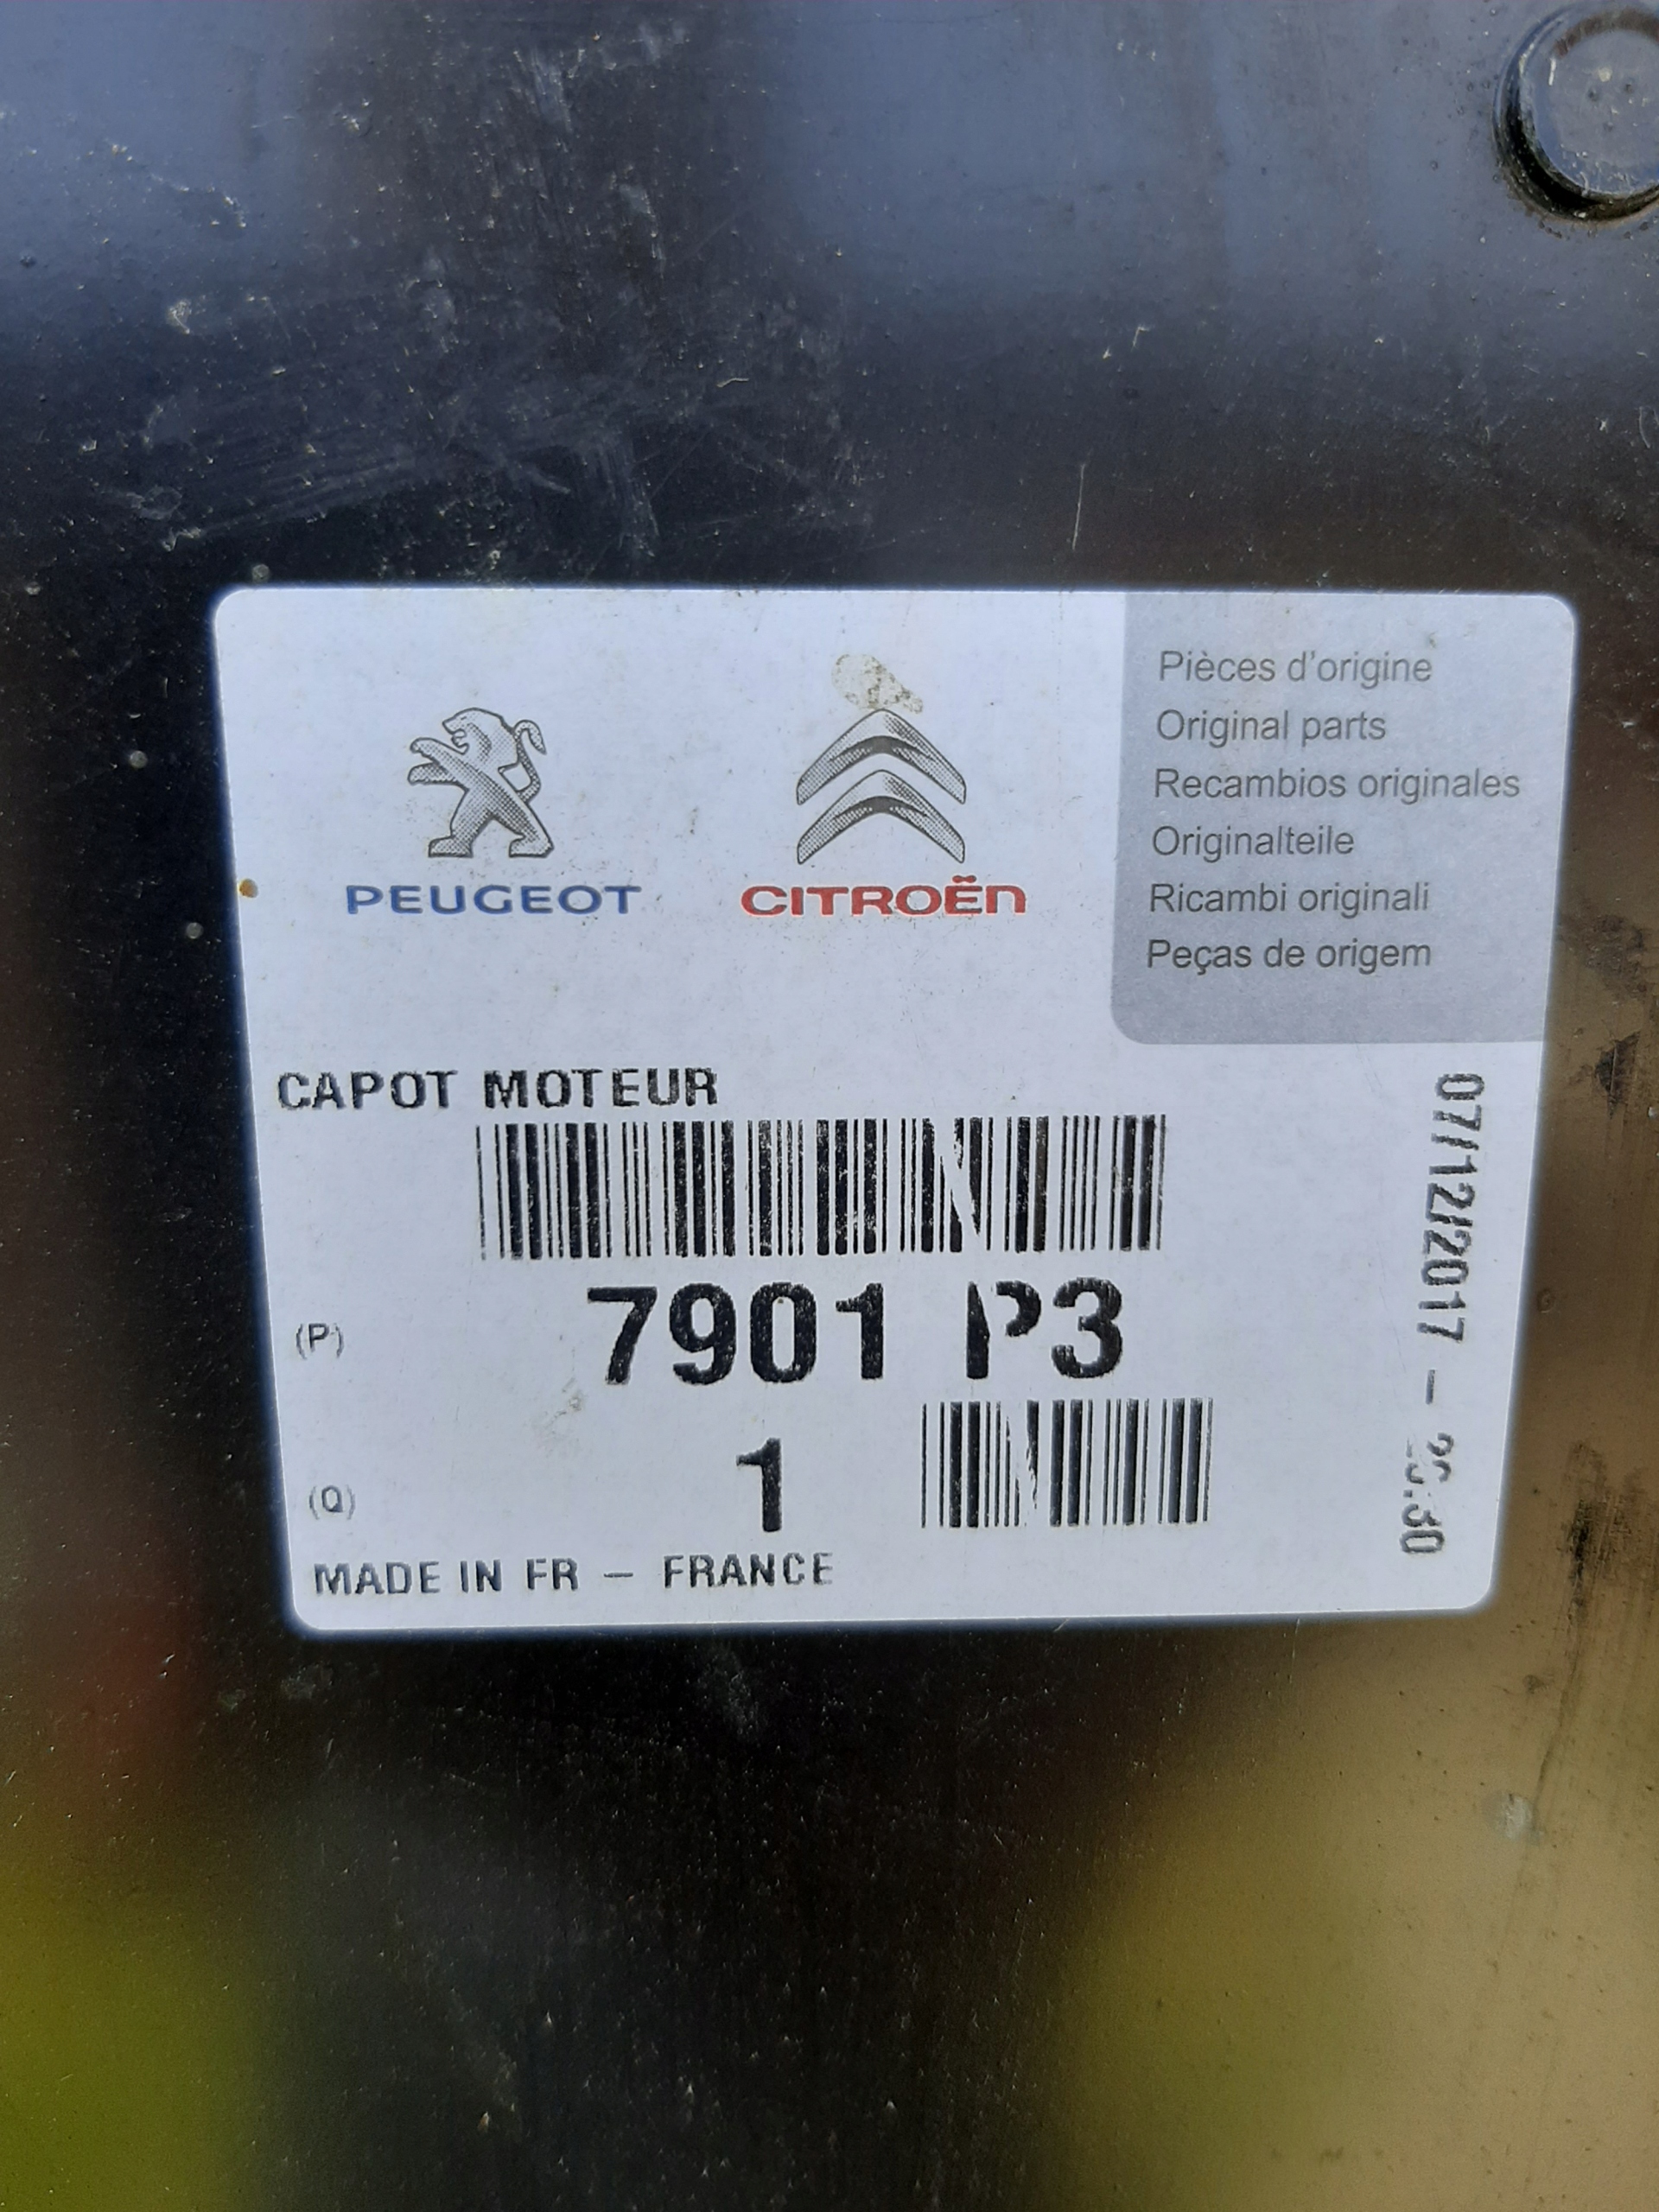 PEUGEOT
CITROËN
Pièces d'origine
Original parts
Recambios originales
Originalteile
Ricambi originali
Peças de origem
CAPOT MOTEUR
(P) 7901 P3
(Q) 1
MADE IN FR – FRANCE
07/12/2017 –